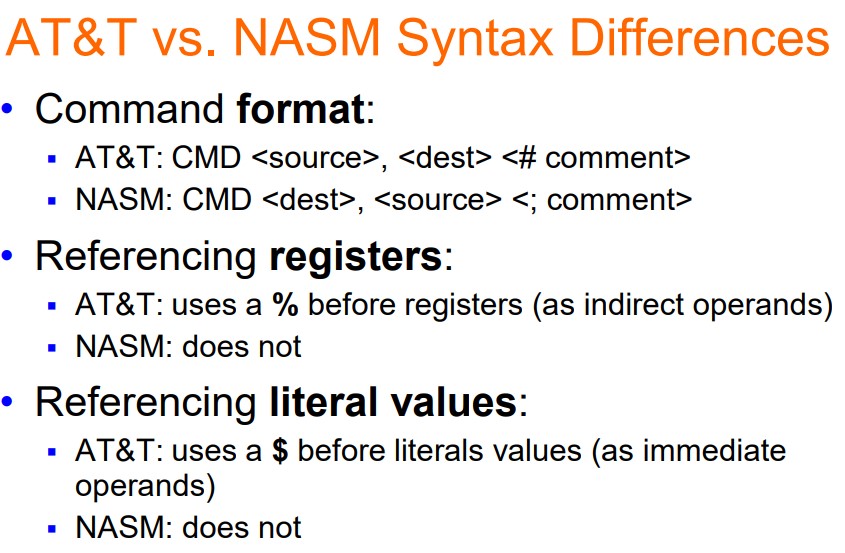 AT&T vs. NASM Syntax Differences
• Command format:
▪ AT&T: CMD <source>, <dest> <# comment>
▪ NASM: CMD <dest>, <source> <; comment>
• Referencing registers:
▪ AT&T: uses a % before registers (as indirect operands)
▪ NASM: does not
• Referencing literal values:
▪ AT&T: uses a $ before literals values (as immediate
operands)
▪ NASM: does not